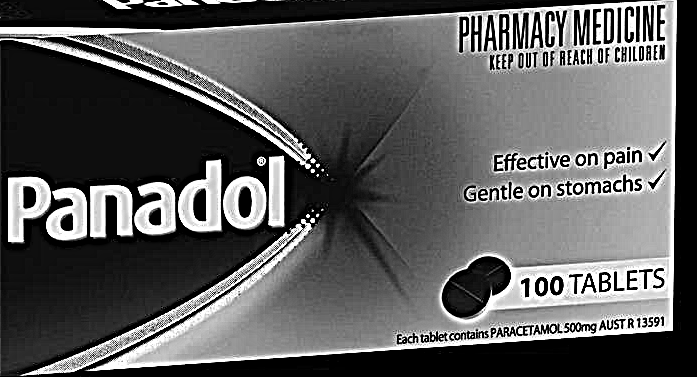 PHARMACY MEDICINE
KEEP OUT OF REACH OF CHILDREN
Effective on pain ✓
Gentle on stomachs ✓
Panadol®
100 TABLETS
Each tablet contains PARACETAMOL 500mg AUST R 13591